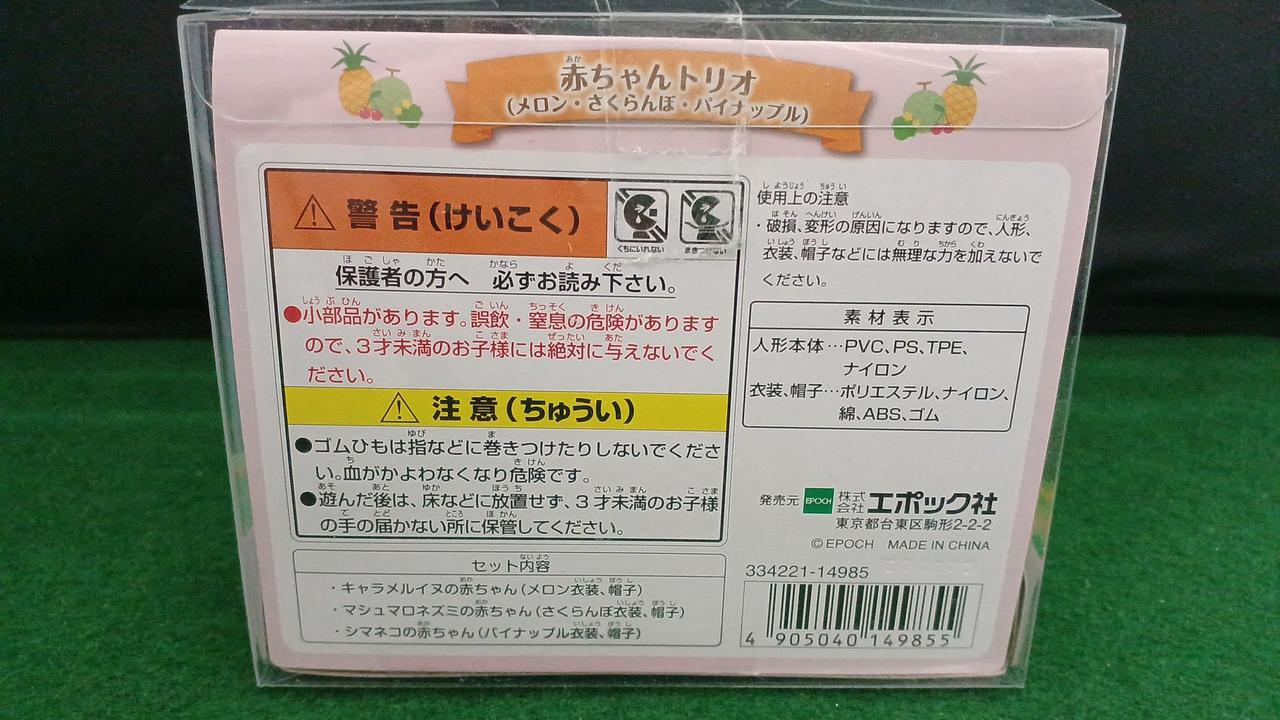 赤ちゃんトリオ
(メロン・さくらんぼ・パイナップル)
警告(けいこく)
くちにいれない
まきつけない
保護者の方へ 必ずお読み下さい。
●小部品があります。誤飲・窒息の危険があります
ので、3才未満のお子様には絶対に与えないでく
ださい。
注意(ちゅうい)
●ゴムひもは指などに巻きつけたりしないでくださ
い。血がかよわなくなり危険です。
●遊んだ後は、床などに放置せず、3才未満のお子様
の手の届かない所に保管してください。
セット内容
・キャラメルイヌの赤ちゃん(メロン衣装、帽子)
・マシュマロネズミの赤ちゃん(さくらんぼ衣装、帽子)
・シマネコの赤ちゃん(パイナップル衣装、帽子)
使用上の注意
・破損、変形の原因になりますので、人形、
衣装、帽子などには無理な力を加えないで
ください。
素材表示
人形本体…PVC、PS、TPE、
ナイロン
衣装、帽子…ポリエステル、ナイロン、
綿、ABS、ゴム
発売元 EPOCH 株式会社 エポック社
東京都台東区駒形2-2-2
©EPOCH MADE IN CHINA
334221-14985
4 905040 149855